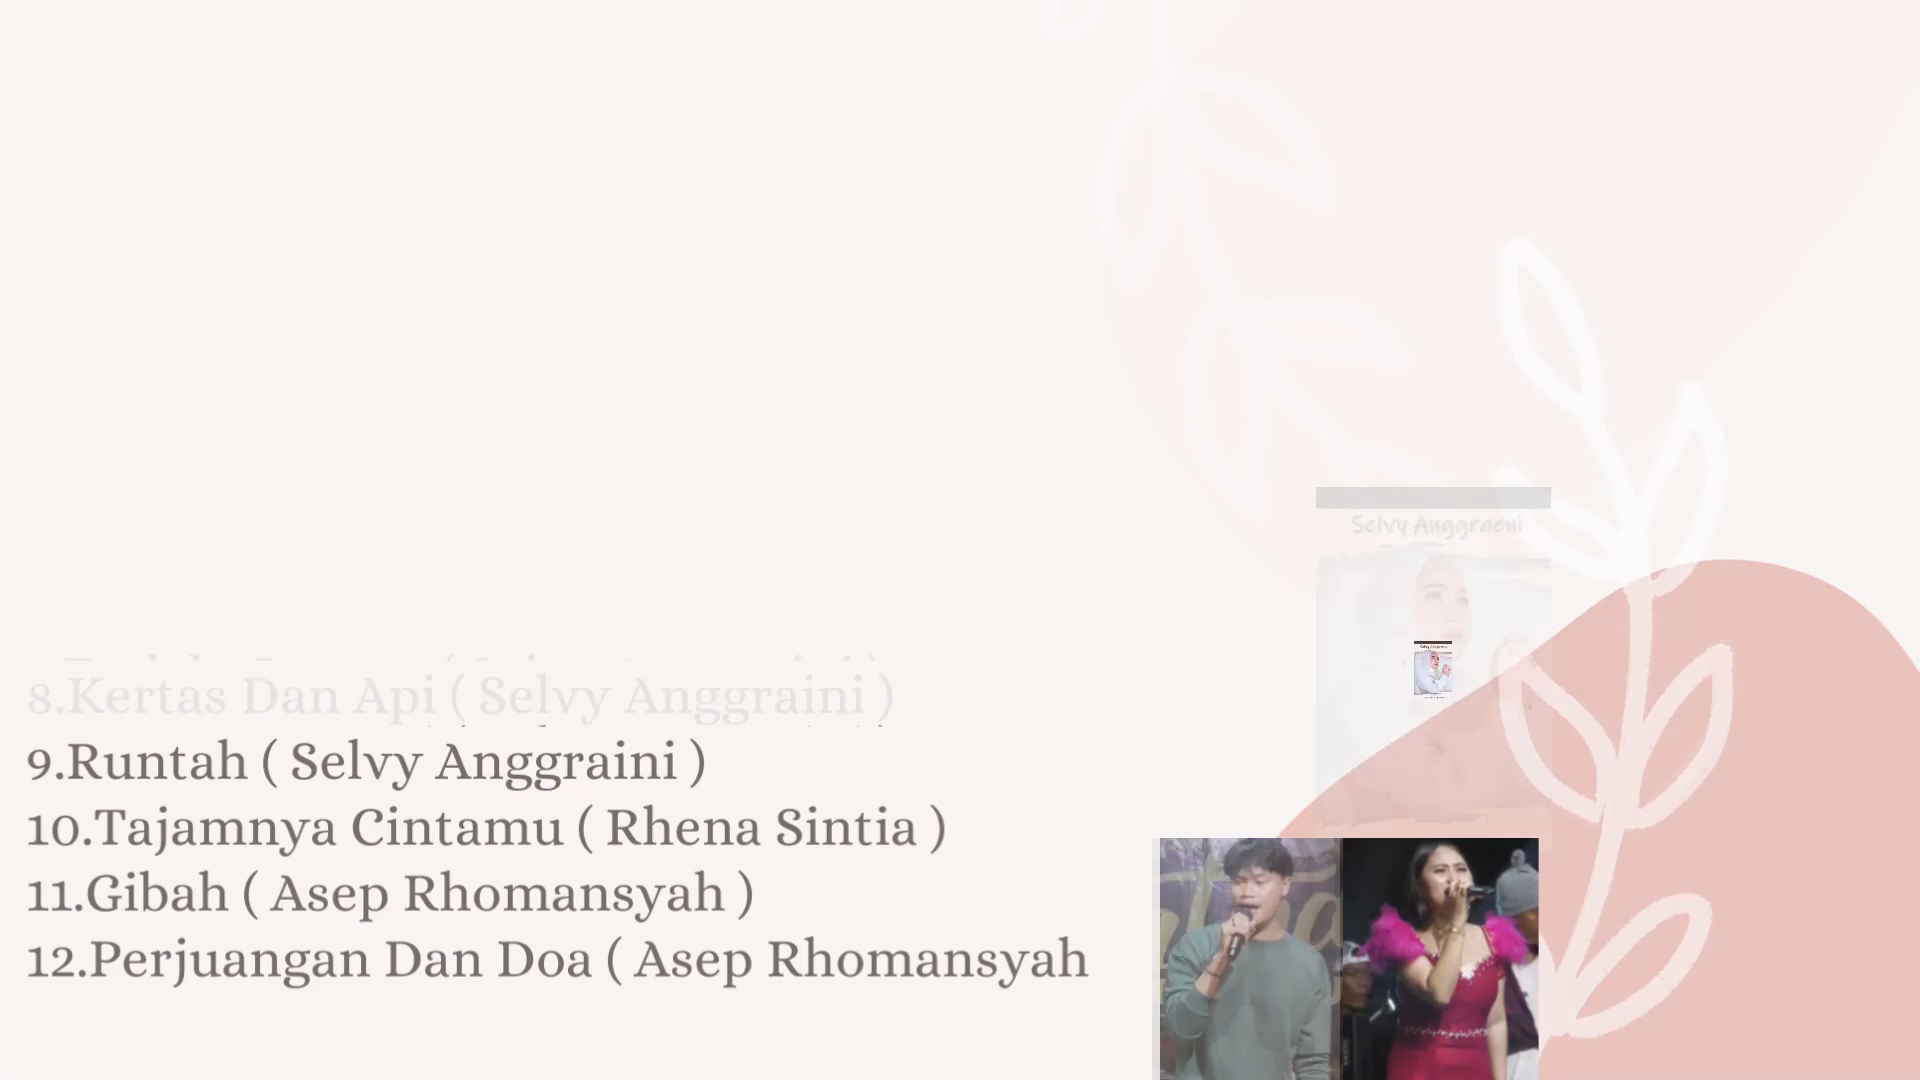 8.Kertas Dan Api ( Selvy Anggraini )
9.Runtah ( Selvy Anggraini )
10.Tajamnya Cintamu ( Rhena Sintia )
11.Gibah ( Asep Rhomansyah )
12.Perjuangan Dan Doa ( Asep Rhomansyah
Selvy Anggraeni